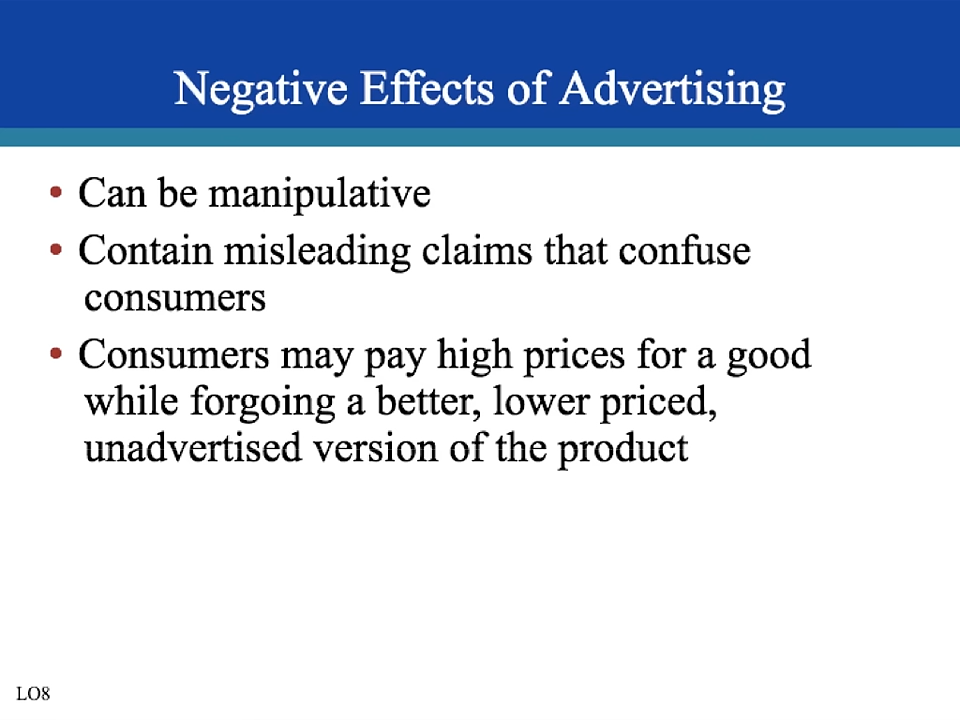 Negative Effects of Advertising
• Can be manipulative
• Contain misleading claims that confuse
consumers
• Consumers may pay high prices for a good
while forgoing a better, lower priced,
unadvertised version of the product
LO8